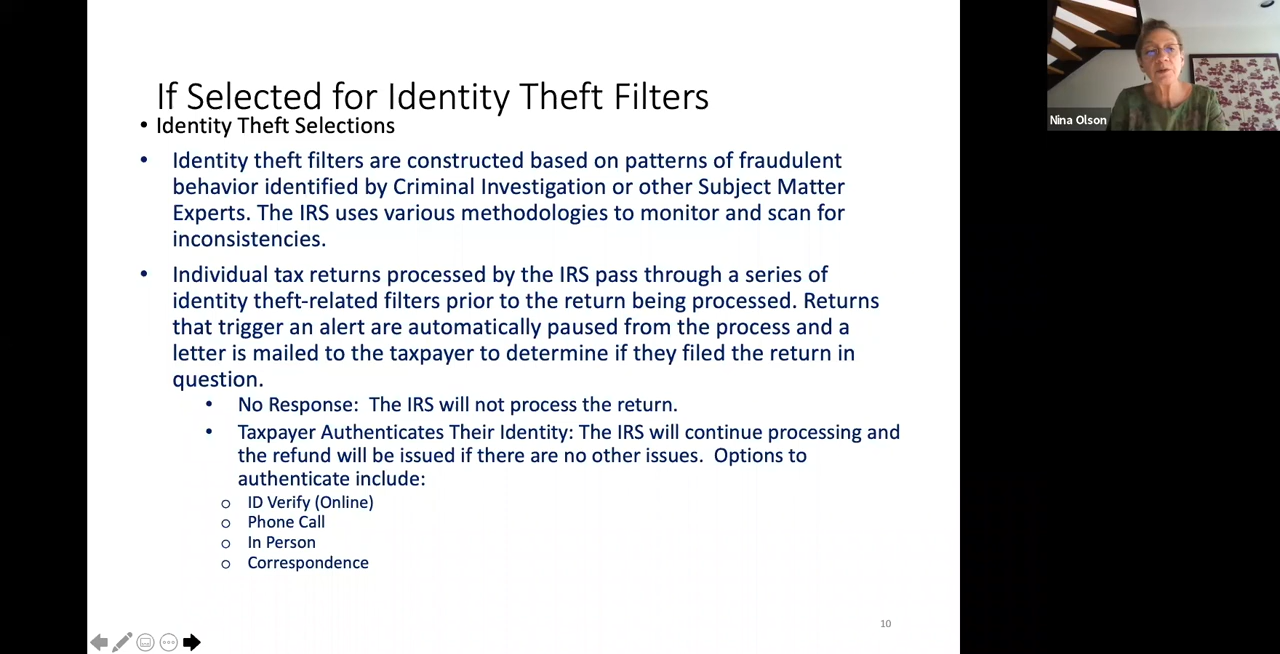 If Selected for Identity Theft Filters
• Identity Theft Selections
• Identity theft filters are constructed based on patterns of fraudulent
behavior identified by Criminal Investigation or other Subject Matter
Experts. The IRS uses various methodologies to monitor and scan for
inconsistencies.
• Individual tax returns processed by the IRS pass through a series of
identity theft-related filters prior to the return being processed. Returns
that trigger an alert are automatically paused from the process and a
letter is mailed to the taxpayer to determine if they filed the return in
question.
• No Response:  The IRS will not process the return.
• Taxpayer Authenticates Their Identity: The IRS will continue processing and
the refund will be issued if there are no other issues.  Options to
authenticate include:
o ID Verify (Online)
o Phone Call
o In Person
o Correspondence
10
Nina Olson